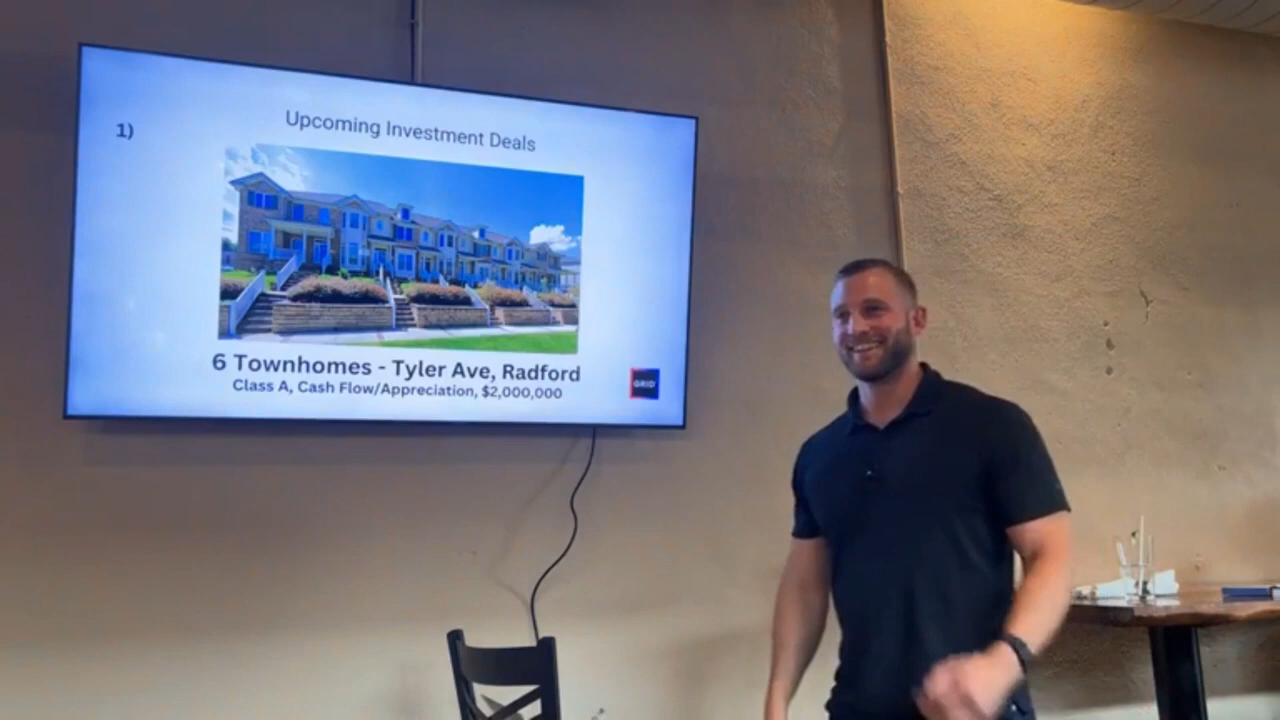 Upcoming Investment Deals
1)
6 Townhomes - Tyler Ave, Radford
Class A, Cash Flow/Appreciation, $2,000,000
GRID